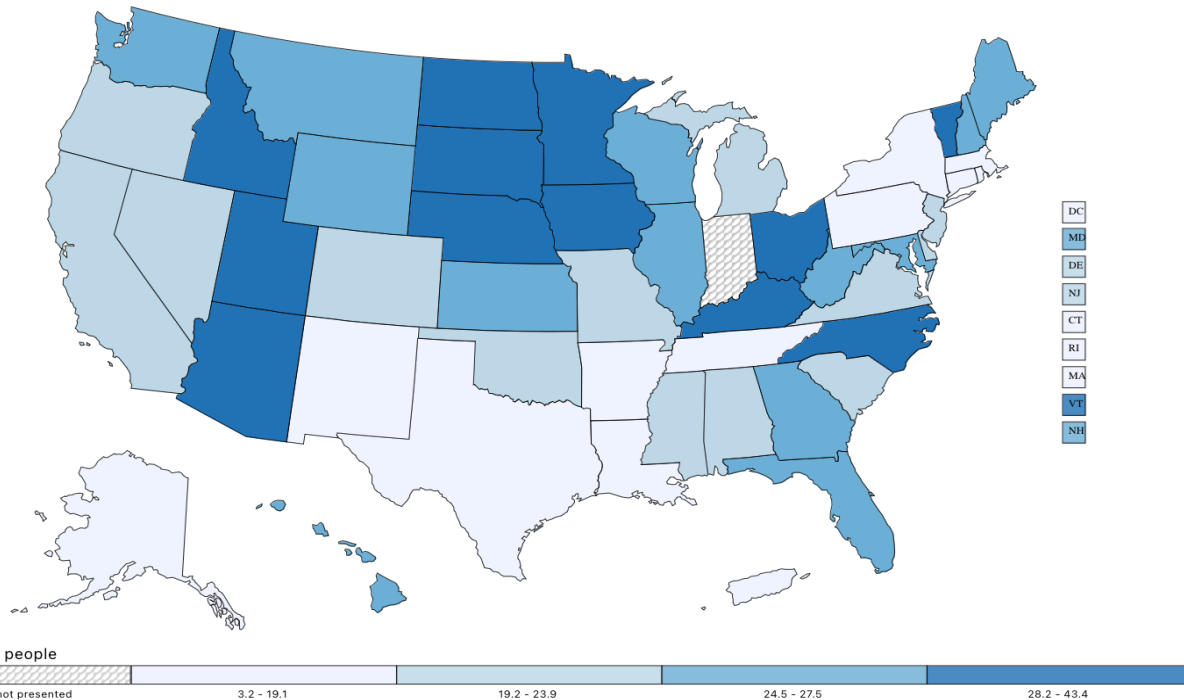 DC
MD
DE
NJ
CT
RI
MA
VT
NH
people
not presented
3.2 - 19.1
19.2 - 23.9
24.5 - 27.5
28.2 - 43.4